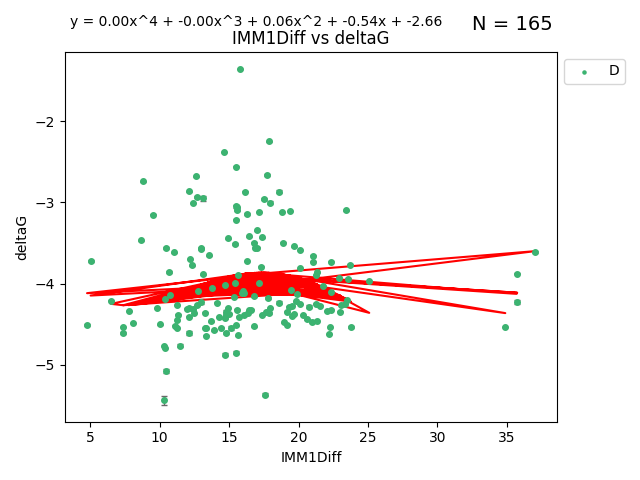 y = 0.00x^4 + -0.00x^3 + 0.06x^2 + -0.54x + -2.66
N = 165
IMM1Diff vs deltaG
D
−2
−3
−4
−5
deltaG
5 10 15 20 25 30 35
IMM1Diff